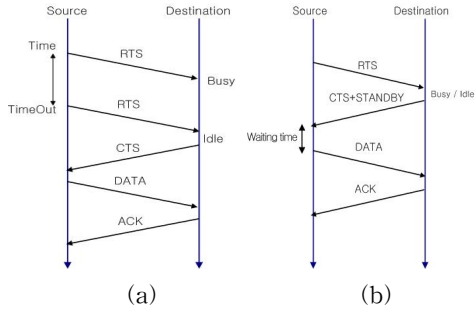 Source
Destination
Time
RTS
Busy
TimeOut
RTS
Idle
CTS
DATA
ACK
(a)
Source
Destination
RTS
Busy / Idle
CTS+STANDBY
Waiting time
DATA
ACK
(b)